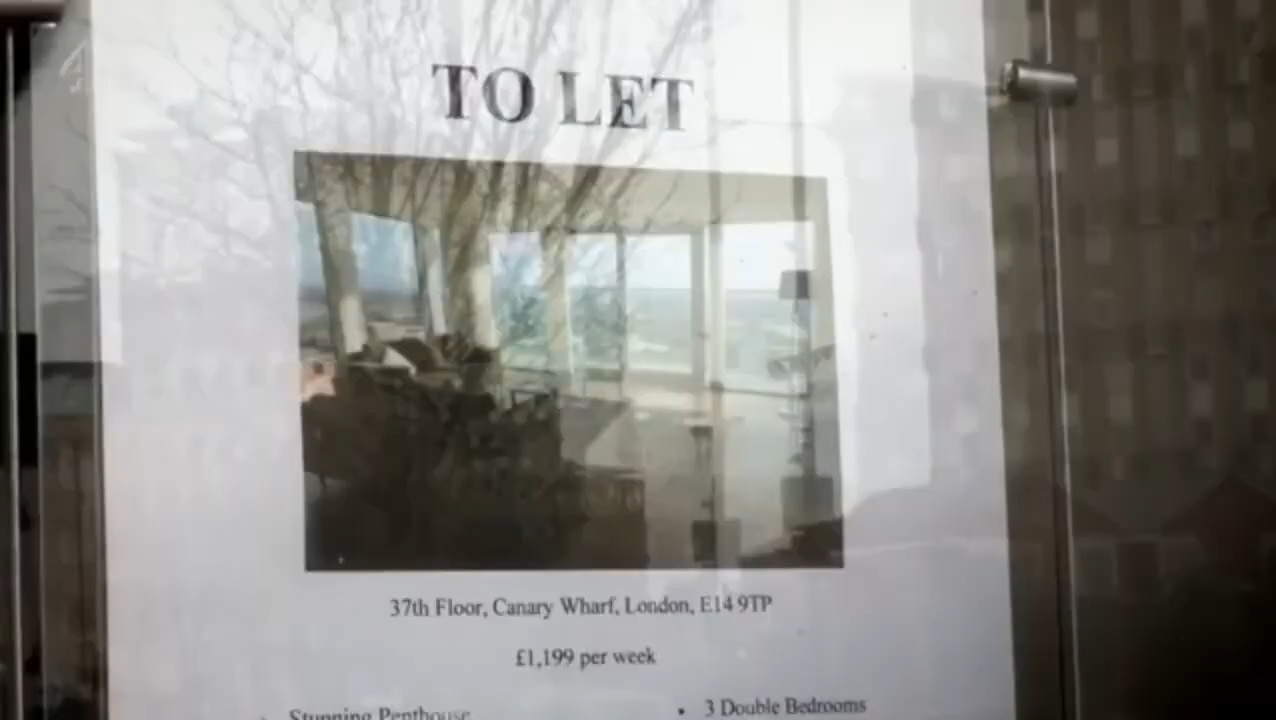 TO LET
37th Floor, Canary Wharf, London, E14 9TP
£1,199 per week
Stunning Penthouse
• 3 Double Bedrooms